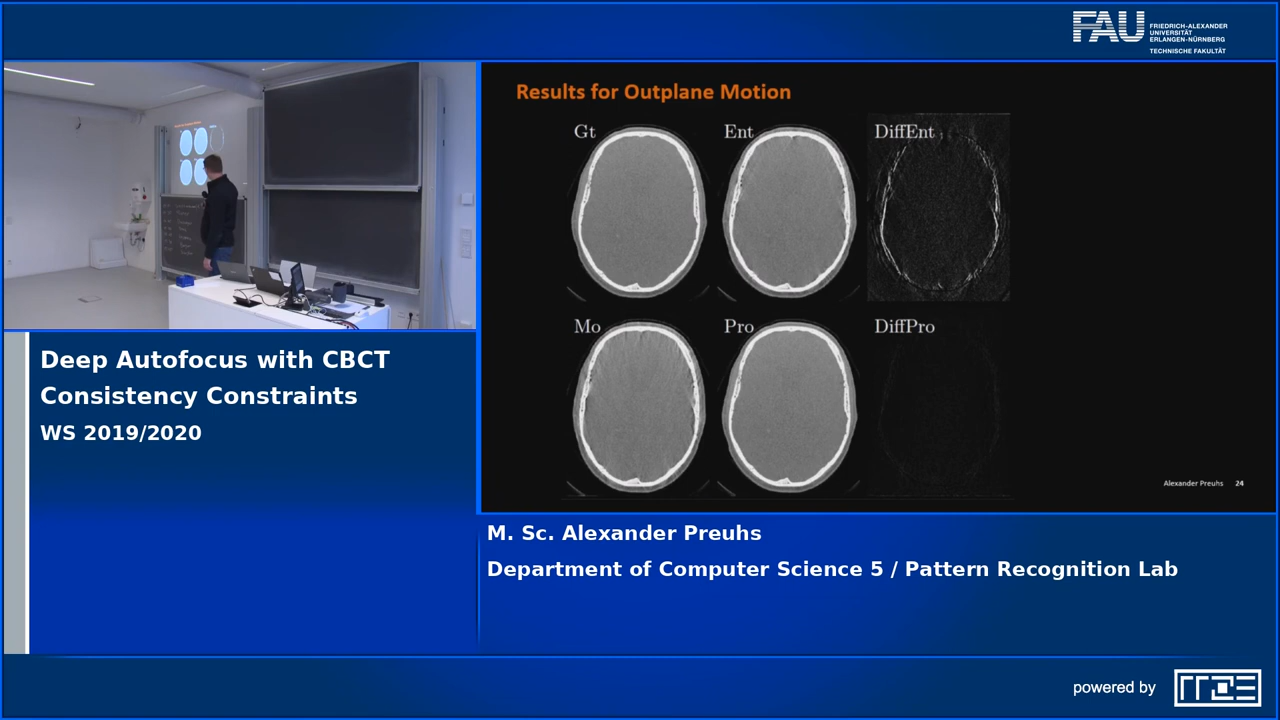 FAU
FRIEDRICH-ALEXANDER
UNIVERSITÄT
ERLANGEN-NÜRNBERG
TECHNISCHE FAKULTÄT
Results for Outplane Motion
Gt
Ent
DiffEnt
Mo
Pro
DiffPro
Alexander Preuhs 24
Deep Autofocus with CBCT
Consistency Constraints
WS 2019/2020
M. Sc. Alexander Preuhs
Department of Computer Science 5 / Pattern Recognition Lab
powered by